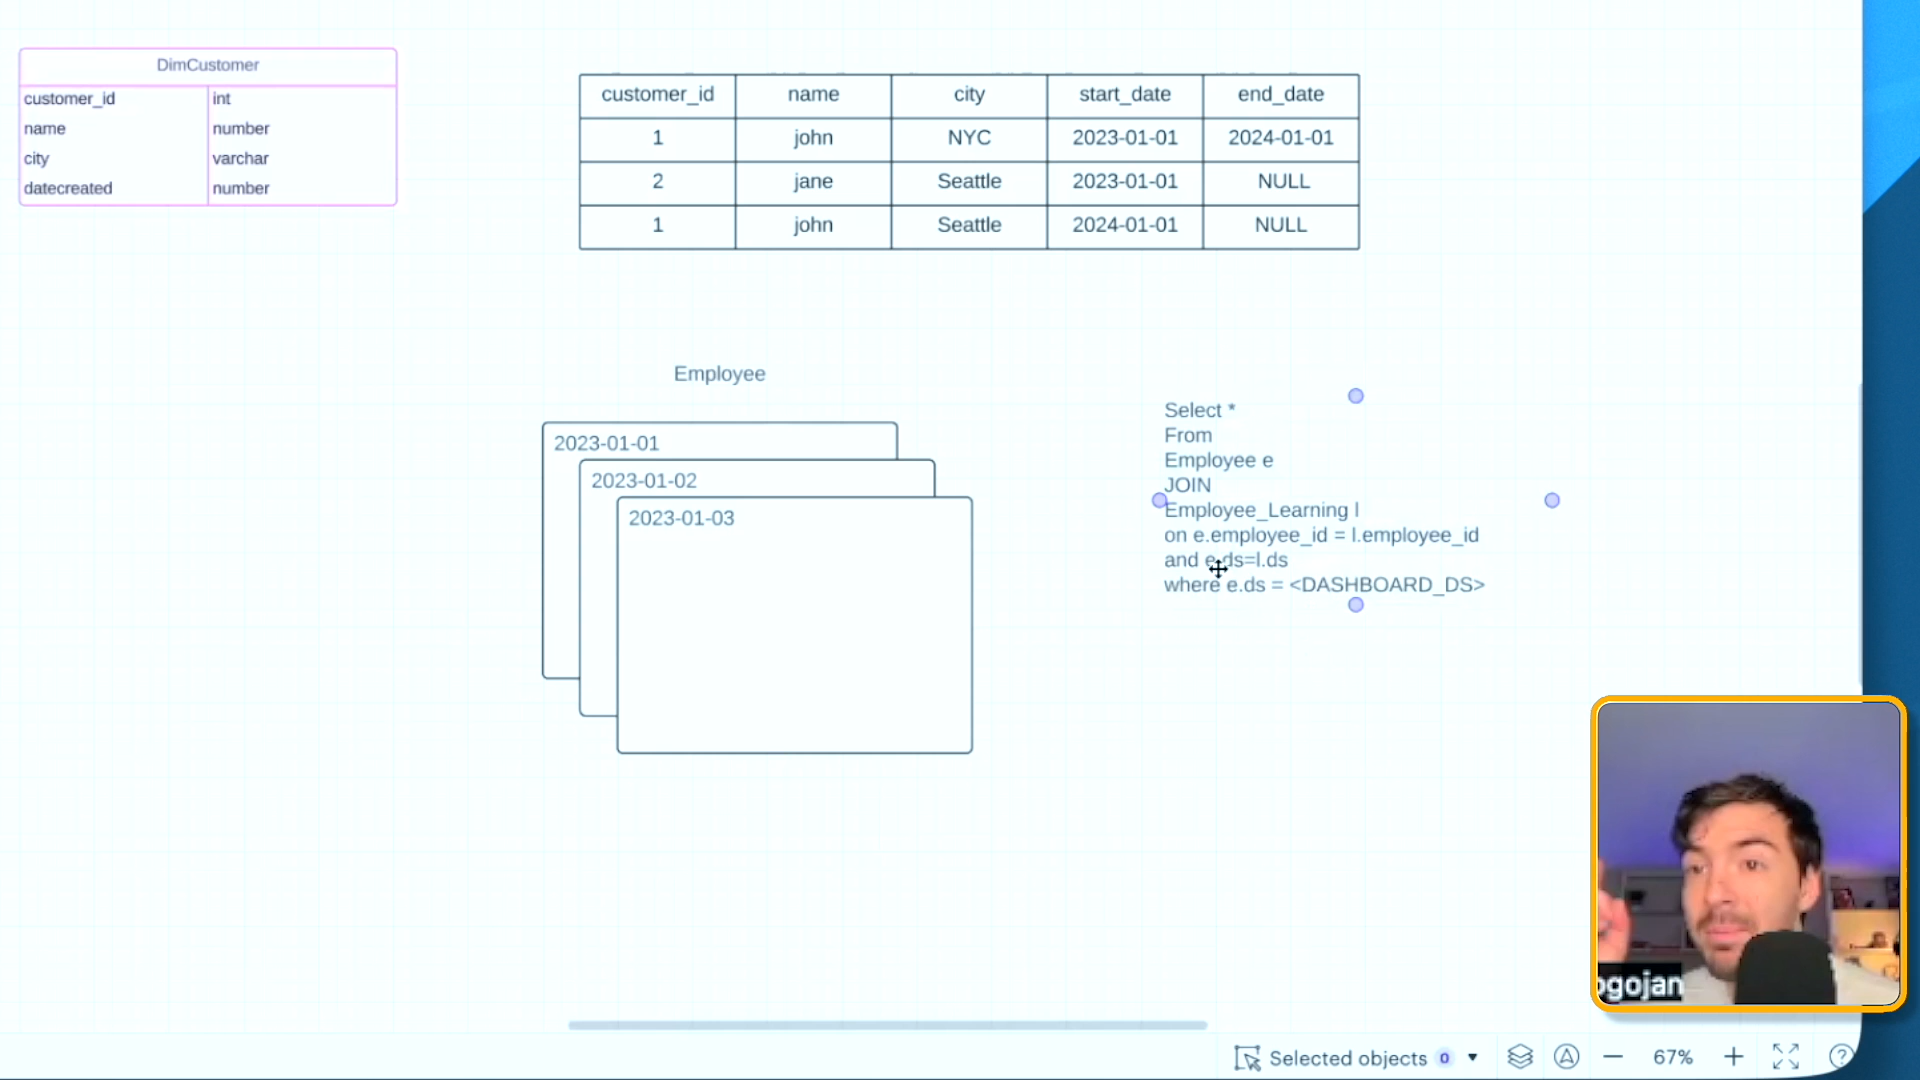 DimCustomer
customer_id int
name number
city varchar
datecreated number
customer_id name city start_date end_date
1 john NYC 2023-01-01 2024-01-01
2 jane Seattle 2023-01-01 NULL
1 john Seattle 2024-01-01 NULL
Employee
2023-01-01
2023-01-02
2023-01-03
Select *
From
Employee e
JOIN
Employee_Learning l
on e.employee_id = l.employee_id
and e.ds=l.ds
where e.ds = <DASHBOARD_DS>
ogojan
Selected objects 0
67%